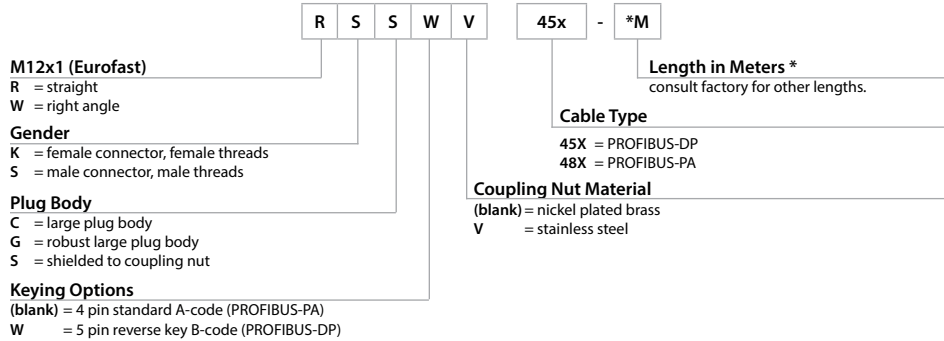 R S S W V 45x - *M
M12x1 (Eurofast)
R = straight
W = right angle
Gender
K = female connector, female threads
S = male connector, male threads
Plug Body
C = large plug body
G = robust large plug body
S = shielded to coupling nut
Keying Options
(blank) = 4 pin standard A-code (PROFIBUS-PA)
W = 5 pin reverse key B-code (PROFIBUS-DP)
Length in Meters *
consult factory for other lengths.
Cable Type
45X = PROFIBUS-DP
48X = PROFIBUS-PA
Coupling Nut Material
(blank) = nickel plated brass
V = stainless steel